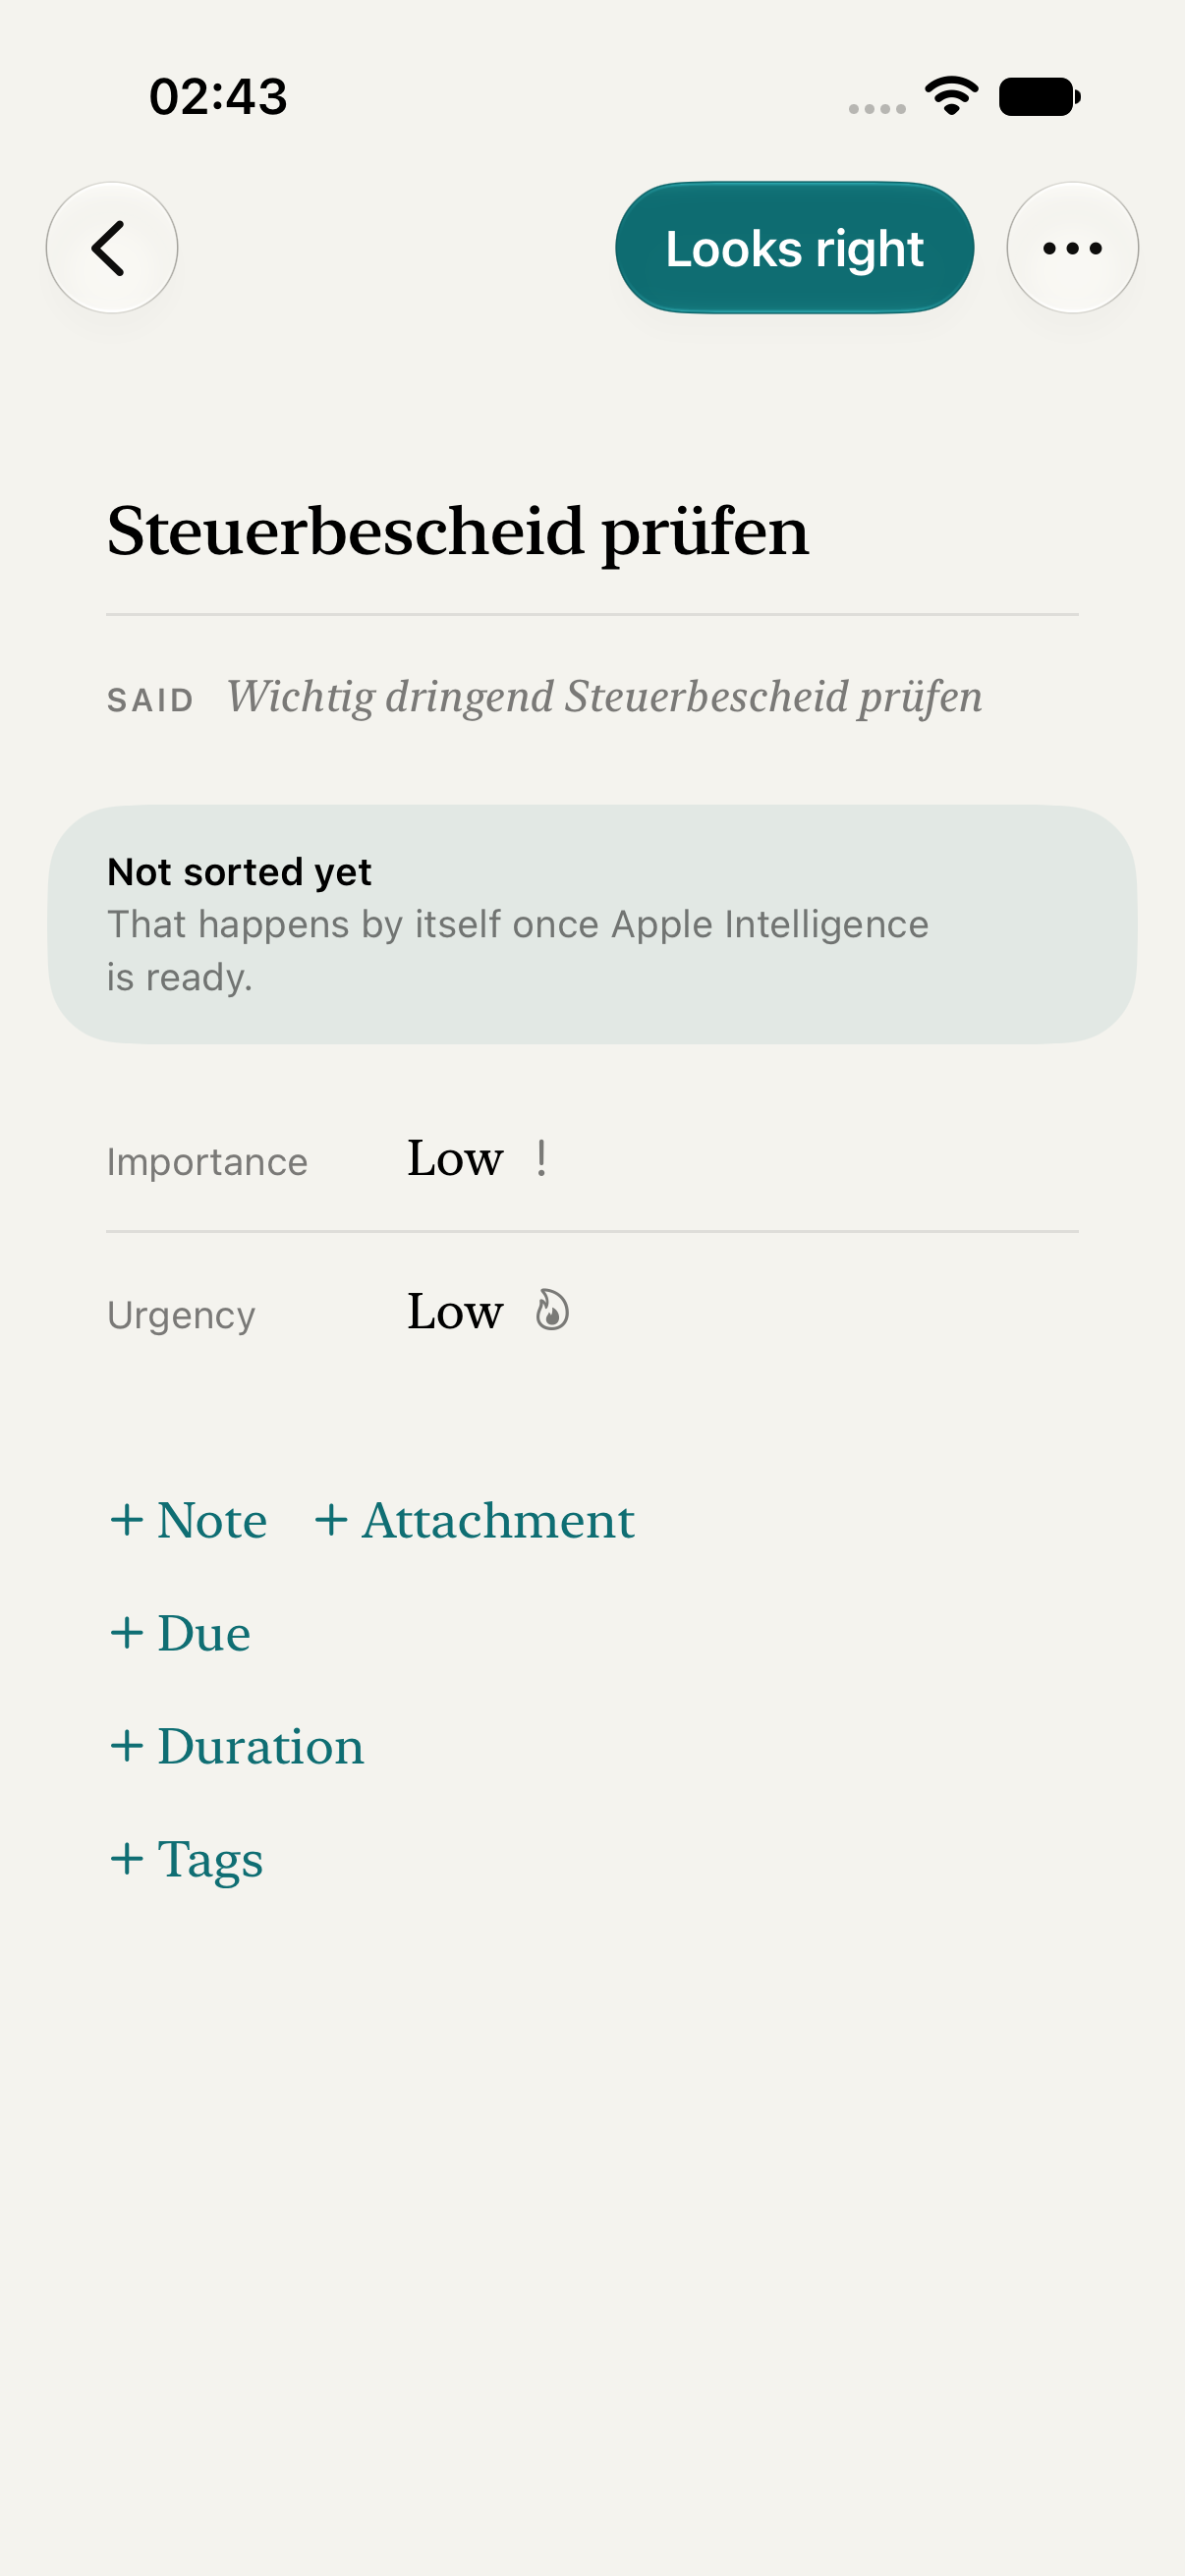 02:43
Looks right
Steuerbescheid prüfen
SAID Wichtig dringend Steuerbescheid prüfen
Not sorted yet
That happens by itself once Apple Intelligence
is ready.
Importance Low !
Urgency Low
+ Note + Attachment
+ Due
+ Duration
+ Tags